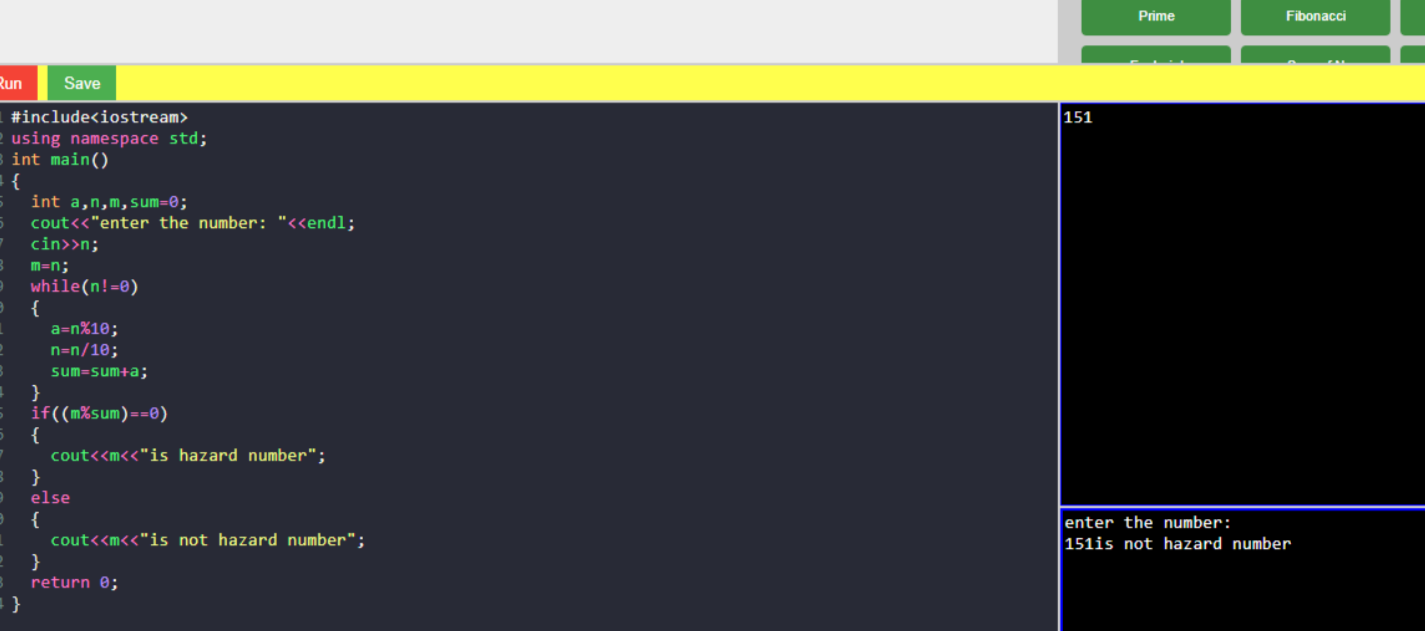 Prime Fibonacci
Run Save
#include<iostream>
using namespace std;
int main()
{
int a,n,m,sum=0;
cout<<"enter the number: "<<endl;
cin>>n;
m=n;
while(n!=0)
{
a=n%10;
n=n/10;
sum=sum+a;
}
if((m%sum)==0)
{
cout<<m<<"is hazard number";
}
else
{
cout<<m<<"is not hazard number";
}
return 0;
}
151
enter the number:
151is not hazard number